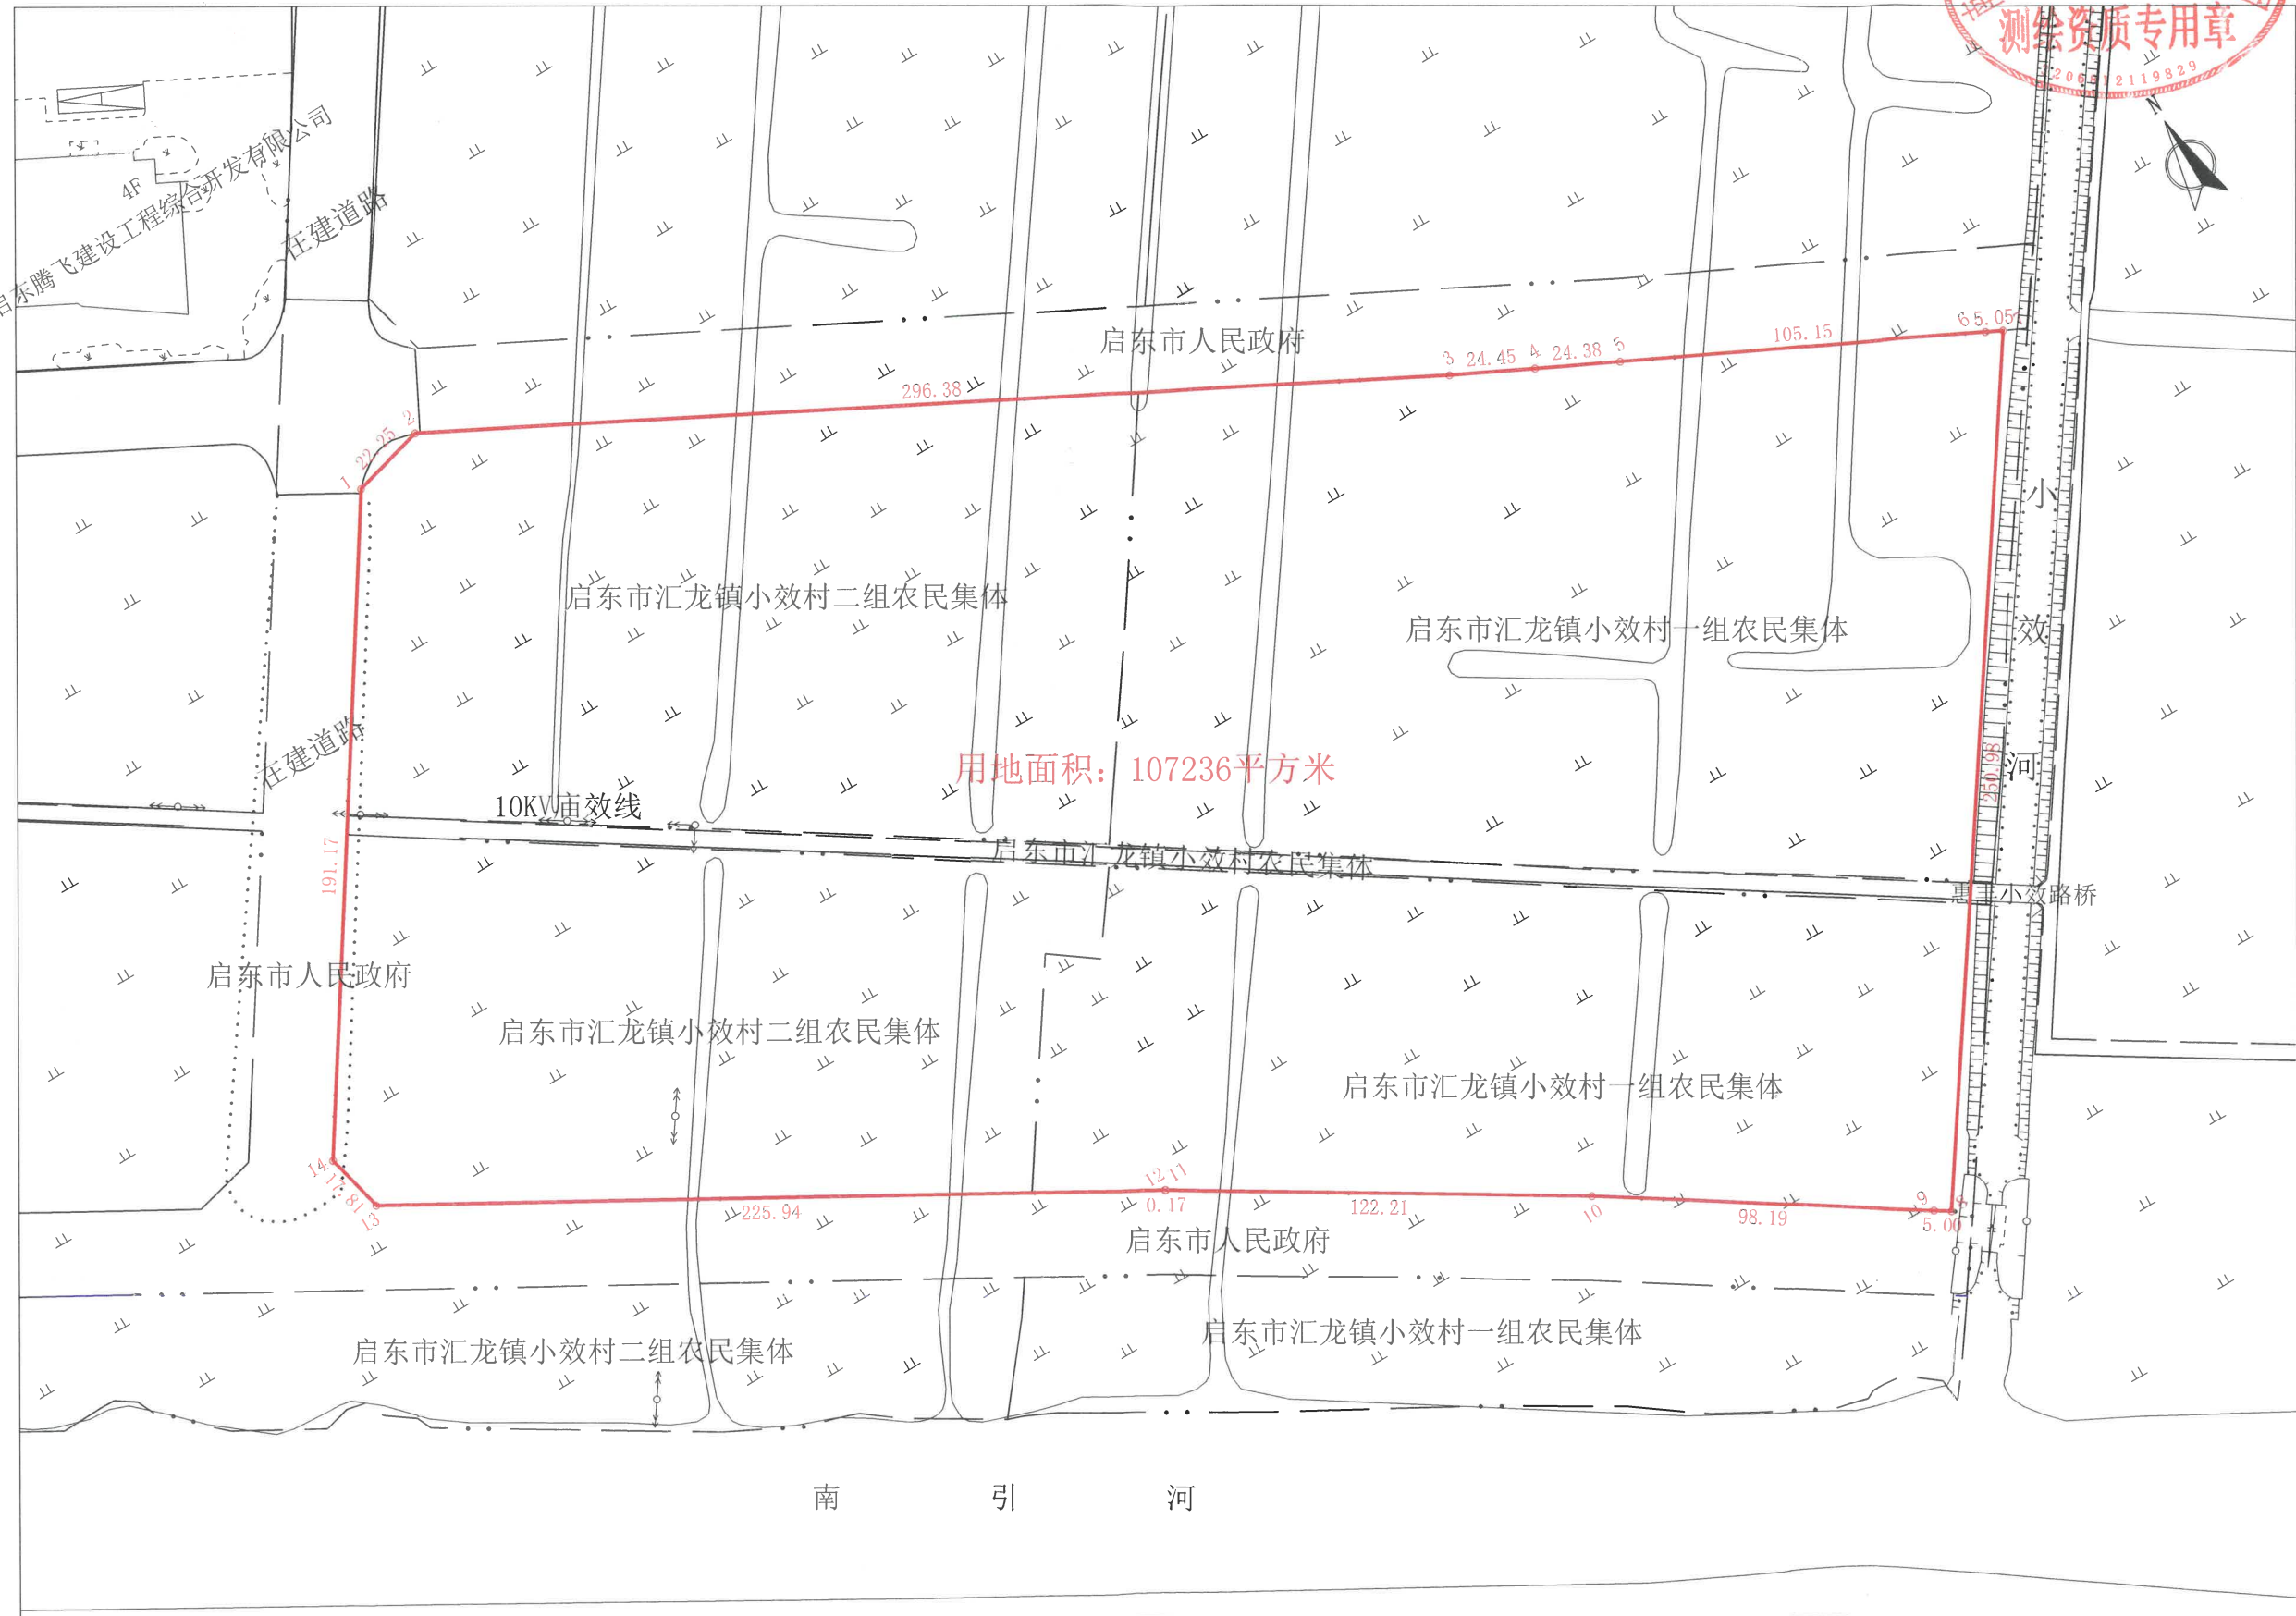 测绘资质专用章
N
启东腾飞建设工程综合开发有限公司
4F
在建道路
启东市人民政府
1
22.25
2
296.38
3
24.45
4
24.38
5
105.15
6
5.05
7
小效河
启东市汇龙镇小效村二组农民集体
启东市汇龙镇小效村一组农民集体
在建道路
用地面积：107236平方米
250.98
10KV庙效线
191.17
启东市汇龙镇小效村农民集体
惠丰小效路桥
启东市人民政府
启东市汇龙镇小效村二组农民集体
启东市汇龙镇小效村一组农民集体
14
17.81
13
225.94
12
11
0.17
122.21
10
98.19
9
5.00
8
启东市人民政府
启东市汇龙镇小效村二组农民集体
启东市汇龙镇小效村一组农民集体
南引河